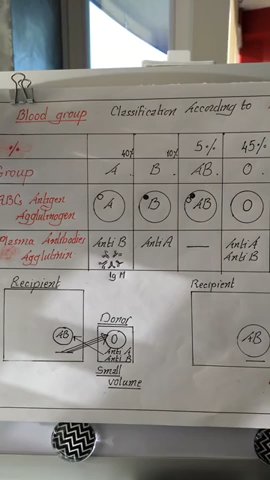 Blood group Classification According to
% 40% 10% 5% 45%
Group A . B . AB . O .
ABO Antigen A B AB O
Agglutinogen
Plasma Antibodies Anti B Anti A — Anti A
Agglutinin Anti B
Ig M
Recipient Recipient
Donor
AB O AB
Anti A
Anti B
Small
volume